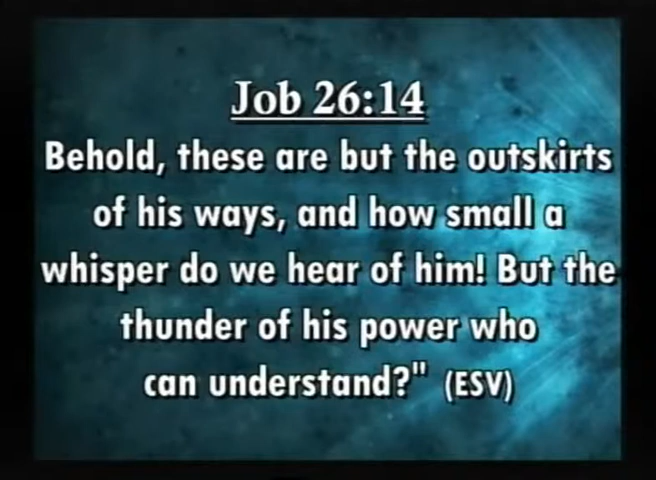 Job 26:14
Behold, these are but the outskirts
of his ways, and how small a
whisper do we hear of him! But the
thunder of his power who
can understand?" (ESV)